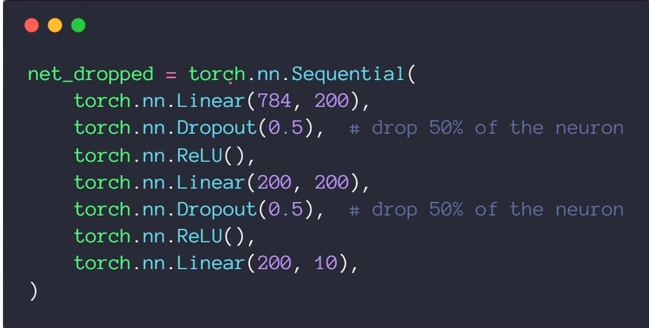 net_dropped = torch.nn.Sequential(
    torch.nn.Linear(784, 200),
    torch.nn.Dropout(0.5),  # drop 50% of the neuron
    torch.nn.ReLU(),
    torch.nn.Linear(200, 200),
    torch.nn.Dropout(0.5),  # drop 50% of the neuron
    torch.nn.ReLU(),
    torch.nn.Linear(200, 10),
)